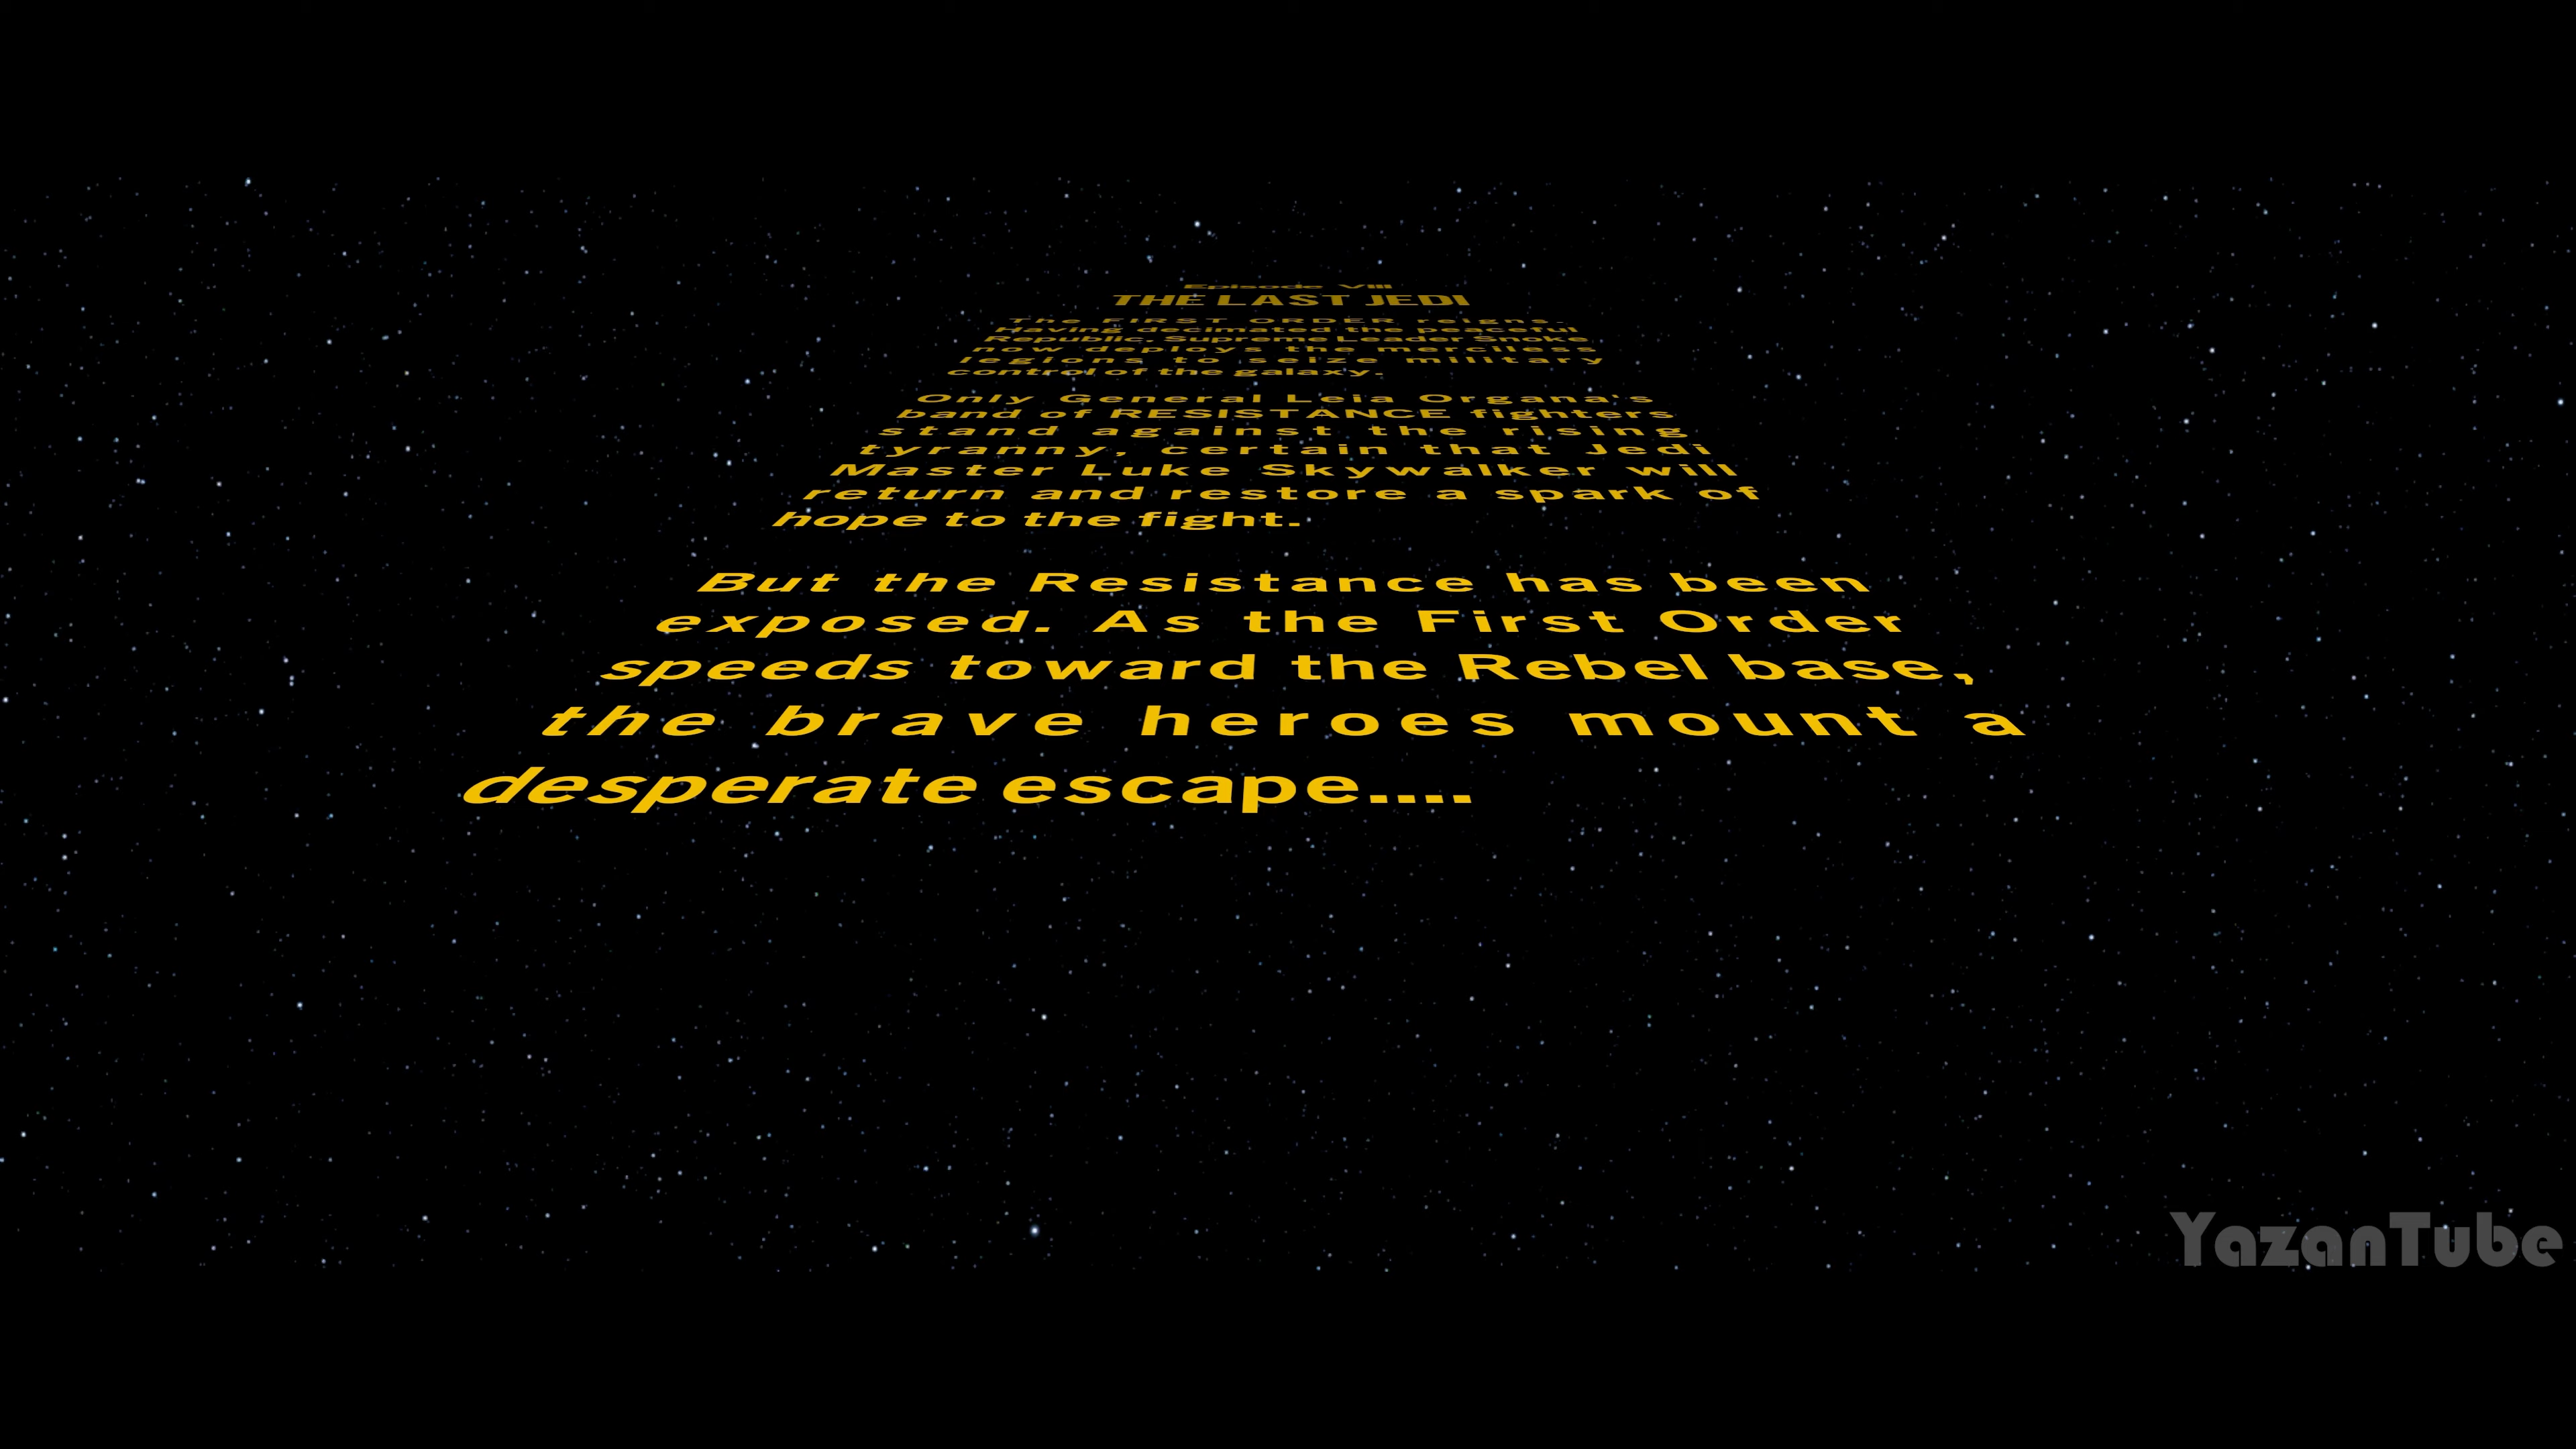 Episode VIII
THE LAST JEDI
The FIRST ORDER reigns.
Having decimated the peaceful
Republic, Supreme Leader Snoke
now deploys the merciless
legions to seize military
control of the galaxy.
Only General Leia Organa's
band of RESISTANCE fighters
stand against the rising
tyranny, certain that Jedi
Master Luke Skywalker will
return and restore a spark of
hope to the fight.
But the Resistance has been
exposed. As the First Order
speeds toward the Rebel base,
the brave heroes mount a
desperate escape....
YazanTube